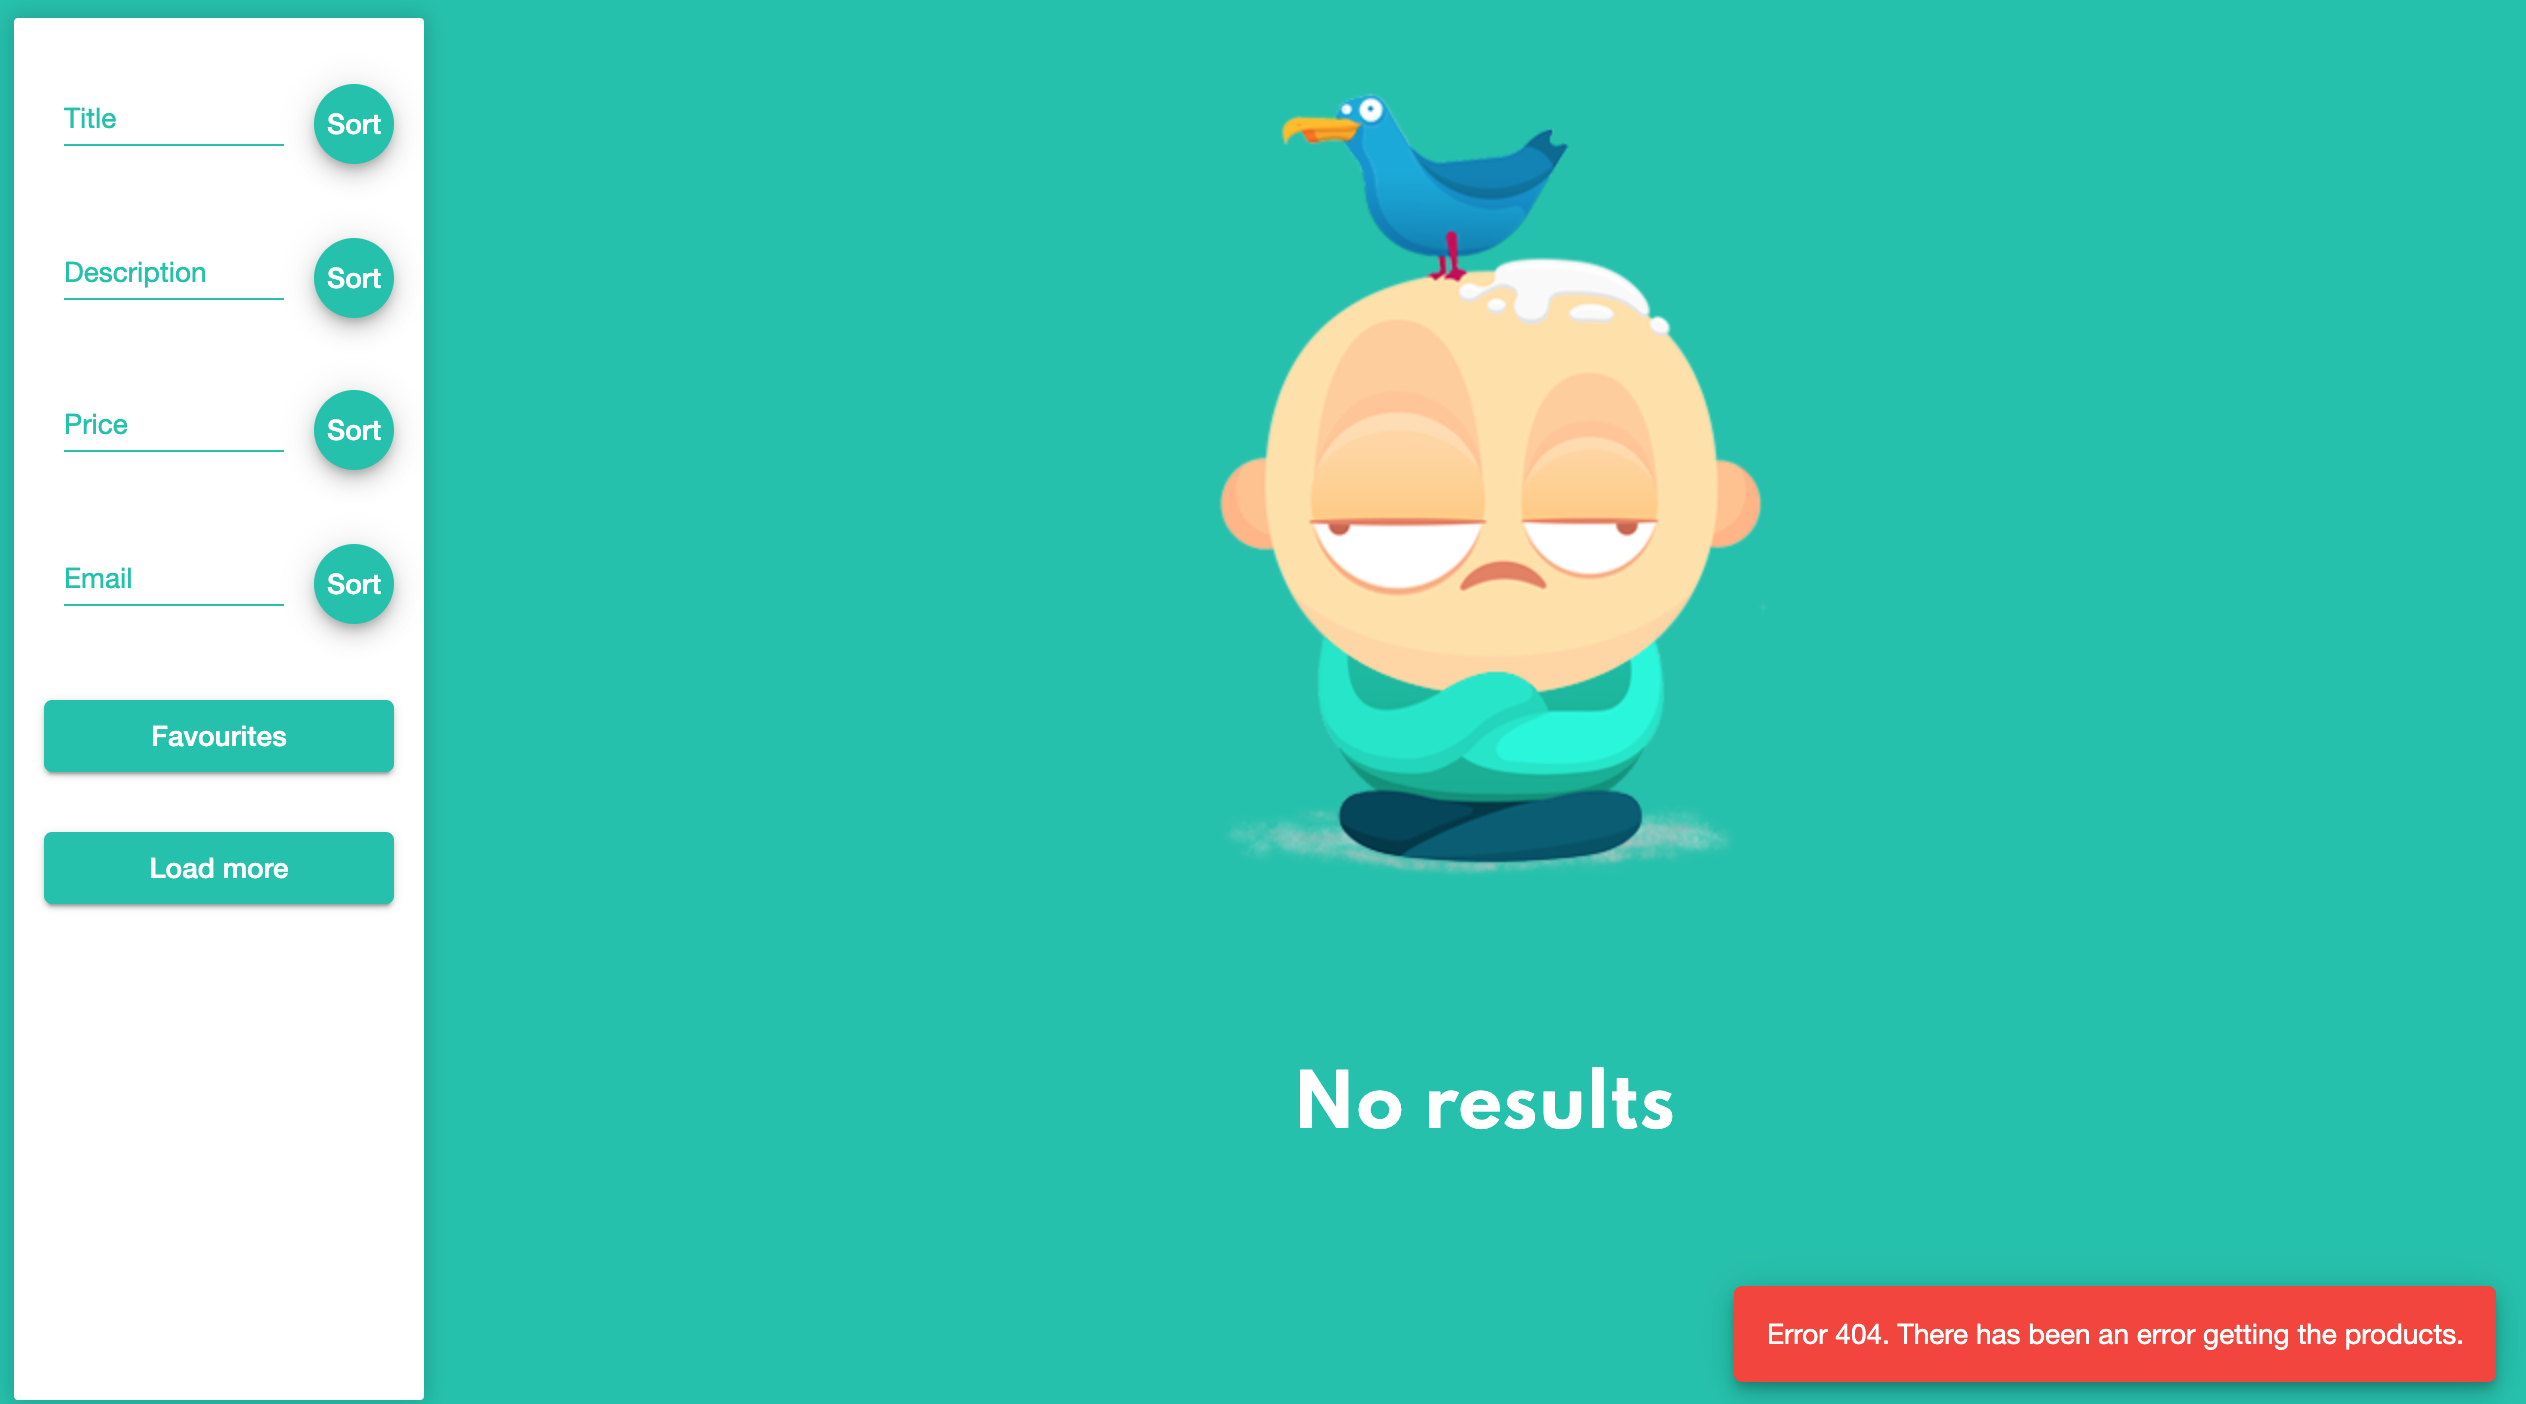 Title
Sort
Description
Sort
Price
Sort
Email
Sort
Favourites
Load more
No results
Error 404. There has been an error getting the products.